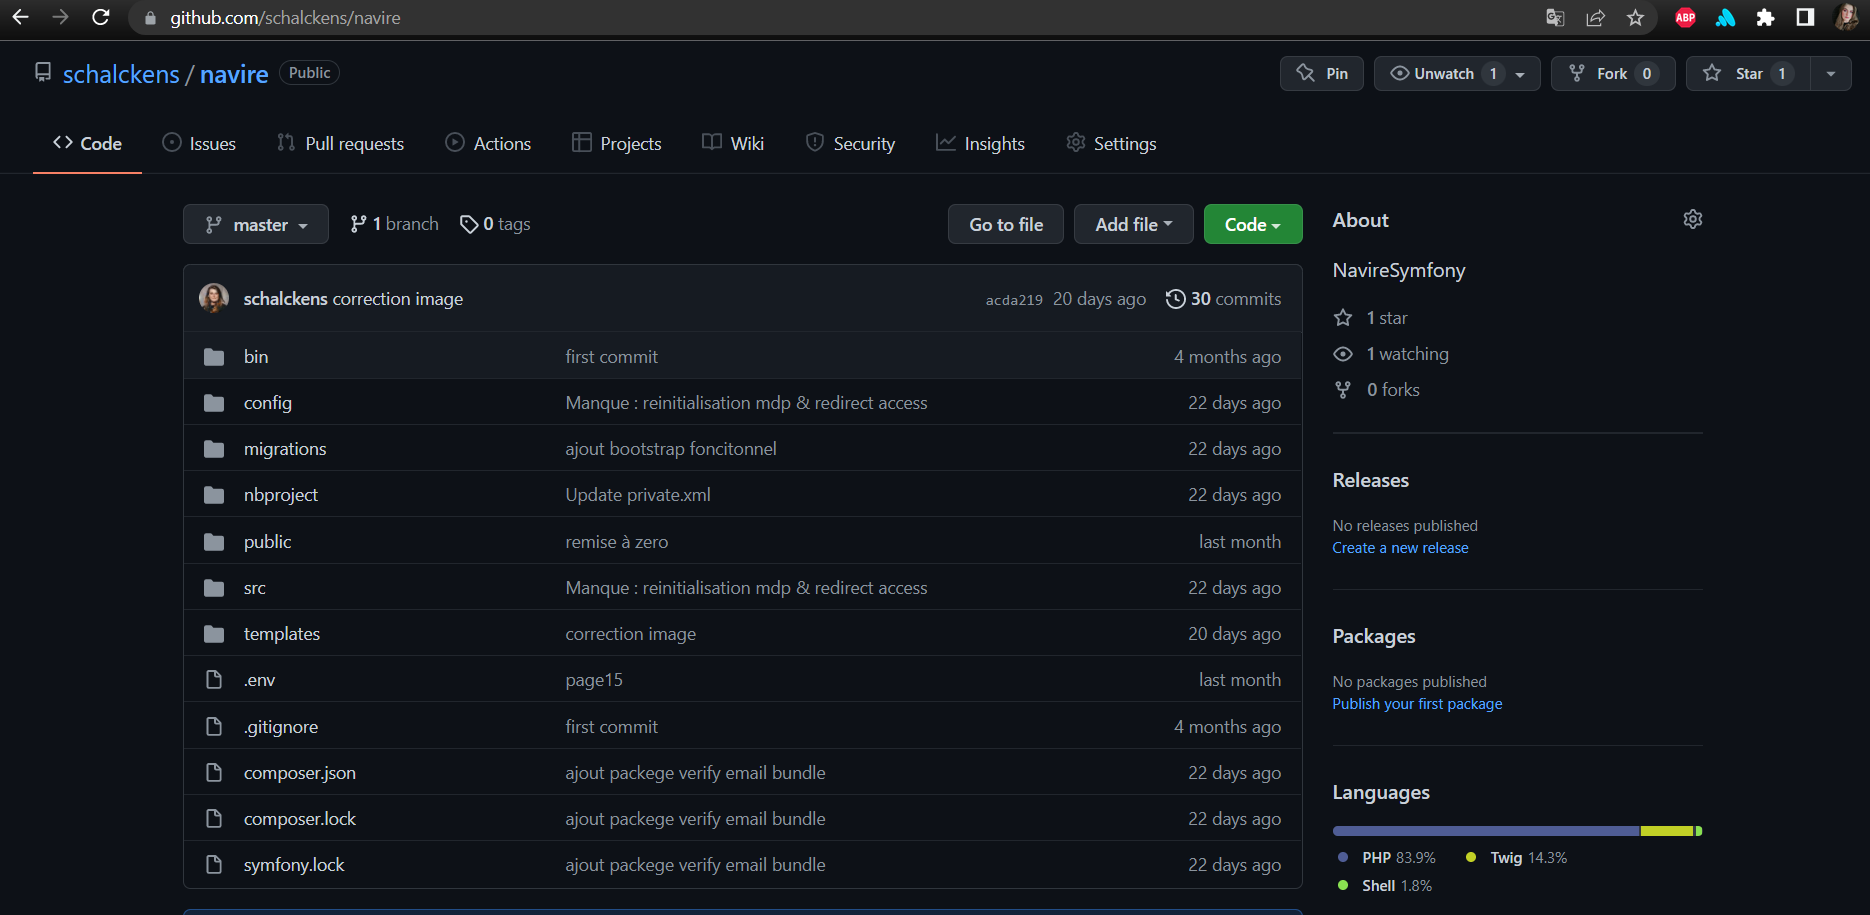 github.com/schalckens/navire
ABP
schalckens / navire Public
Pin Unwatch 1 Fork 0 Star 1
Code Issues Pull requests Actions Projects Wiki Security Insights Settings
master 1 branch 0 tags Go to file Add file Code
schalckens correction image acda219 20 days ago 30 commits
bin first commit 4 months ago
config Manque : reinitialisation mdp & redirect access 22 days ago
migrations ajout bootstrap foncitonnel 22 days ago
nbproject Update private.xml 22 days ago
public remise à zero last month
src Manque : reinitialisation mdp & redirect access 22 days ago
templates correction image 20 days ago
.env page15 last month
.gitignore first commit 4 months ago
composer.json ajout packege verify email bundle 22 days ago
composer.lock ajout packege verify email bundle 22 days ago
symfony.lock ajout packege verify email bundle 22 days ago
About
NavireSymfony
1 star
1 watching
0 forks
Releases
No releases published
Create a new release
Packages
No packages published
Publish your first package
Languages
PHP 83.9% Twig 14.3%
Shell 1.8%